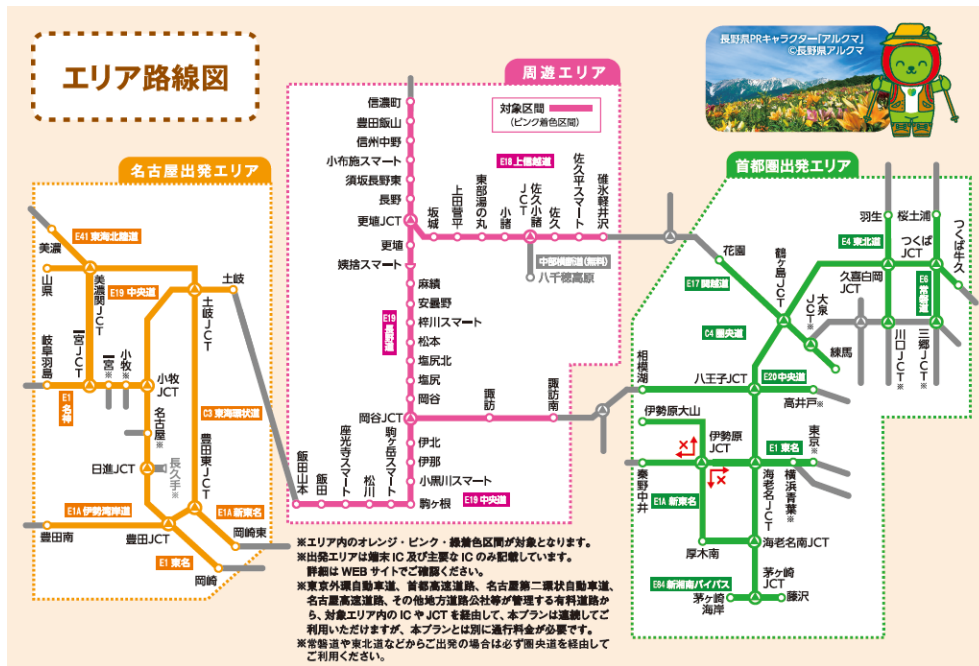 エリア路線図
長野県PRキャラクター「アルクマ」
©長野県アルクマ
周遊エリア
対象区間
(ピンク着色区間)
信濃町
豊田飯山
信州中野
小布施スマート
須坂長野東
長野
更埴JCT
更埴
姨捨スマート
麻績
安曇野
梓川スマート
松本
塩尻北
塩尻
岡谷
岡谷JCT
伊北
伊那
小黒川スマート
駒ヶ根
E19 長野道
E18 上信越道
坂城
上田菅平
東部湯の丸
小諸
佐久小諸JCT
佐久
佐久平スマート
碓氷軽井沢
中部横断道(無料)
八千穂高原
諏訪
諏訪南
飯田山本
飯田
座光寺スマート
松川
駒ヶ岳スマート
E19 中央道
名古屋出発エリア
E41 東海北陸道
美濃
山県
E19 中央道
土岐
美濃関JCT
土岐JCT
岐阜羽島
一宮JCT
一宮※
小牧※
小牧JCT
E1 名神
名古屋※
C3 東海環状道
日進JCT
長久手※
豊田東JCT
E1A 伊勢湾岸道
E1A 新東名
豊田南
豊田JCT
岡崎東
E1 東名
岡崎
首都圏出発エリア
羽生
桜土浦
つくば牛久
花園
鶴ヶ島JCT
E4 東北道
つくばJCT
久喜白岡JCT
E6 常磐道
E17 関越道
大泉JCT※
C4 圏央道
練馬
川口JCT※
三郷JCT※
相模湖
八王子JCT
E20 中央道
高井戸※
伊勢原大山
伊勢原JCT
E1 東名
東京※
秦野中井
E1A 新東名
海老名JCT
横浜青葉※
厚木南
海老名南JCT
茅ヶ崎JCT
E84 新湘南バイパス
茅ヶ崎海岸
藤沢
※エリア内のオレンジ・ピンク・緑着色区間が対象となります。
※出発エリアは端末IC及び主要なICのみ記載しています。
詳細はWEBサイトでご確認ください。
※東京外環自動車道、首都高速道路、名古屋第二環状自動車道、
名古屋高速道路、その他地方道路公社等が管理する有料道路か
ら、対象エリア内のICやJCTを経由して、本プランは連続してご
利用いただけますが、本プランとは別に通行料金が必要です。
※常磐道や東北道などからご出発の場合は必ず圏央道を経由して
ご利用ください。